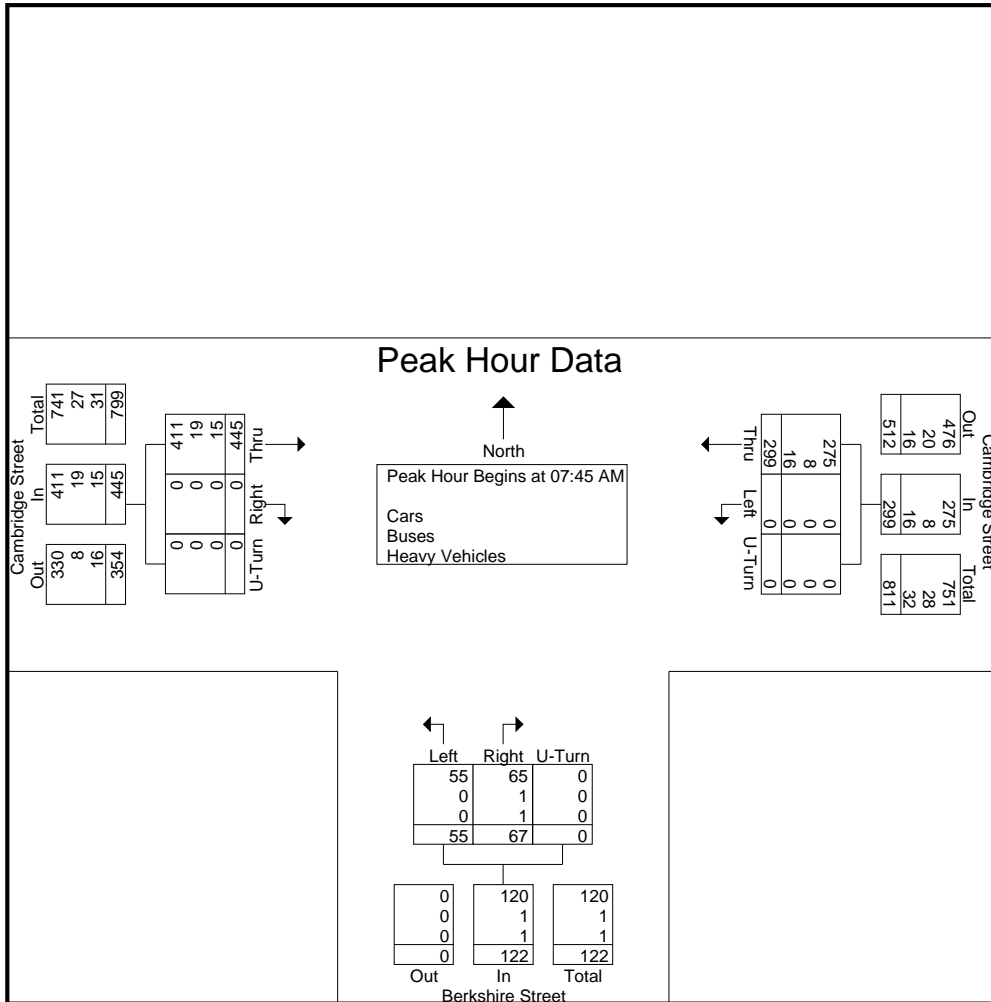 Peak Hour Data
North
Peak Hour Begins at 07:45 AM
Cars
Buses
Heavy Vehicles
Cambridge Street
Total
741
27
31
799
In
411
19
15
445
Out
330
8
16
354
Thru
411
19
15
445
Right
0
0
0
0
U-Turn
0
0
0
0
Cambridge Street
Out
476
20
16
512
In
275
8
16
299
Total
751
28
32
811
Thru
275
8
16
299
Left
0
0
0
0
U-Turn
0
0
0
0
Left Right U-Turn
55 65 0
0 1 0
0 1 0
55 67 0
0 120 120
0 1 1
0 1 1
0 122 122
Out In Total
Berkshire Street